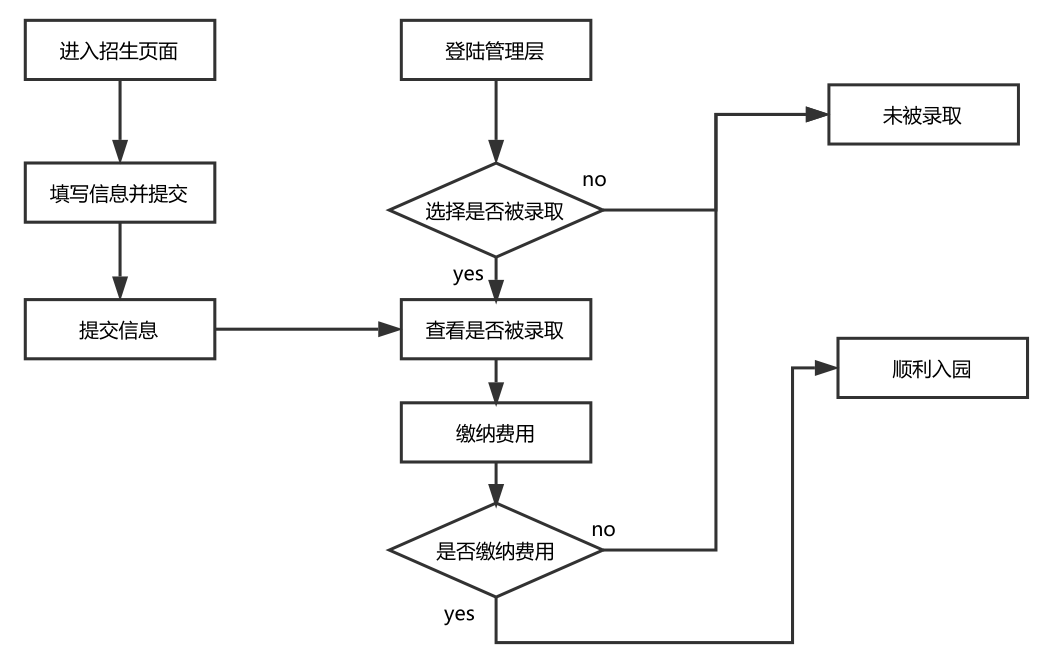 进入招生页面
登陆管理层
未被录取
填写信息并提交
no
选择是否被录取
yes
提交信息
查看是否被录取
顺利入园
缴纳费用
no
是否缴纳费用
yes